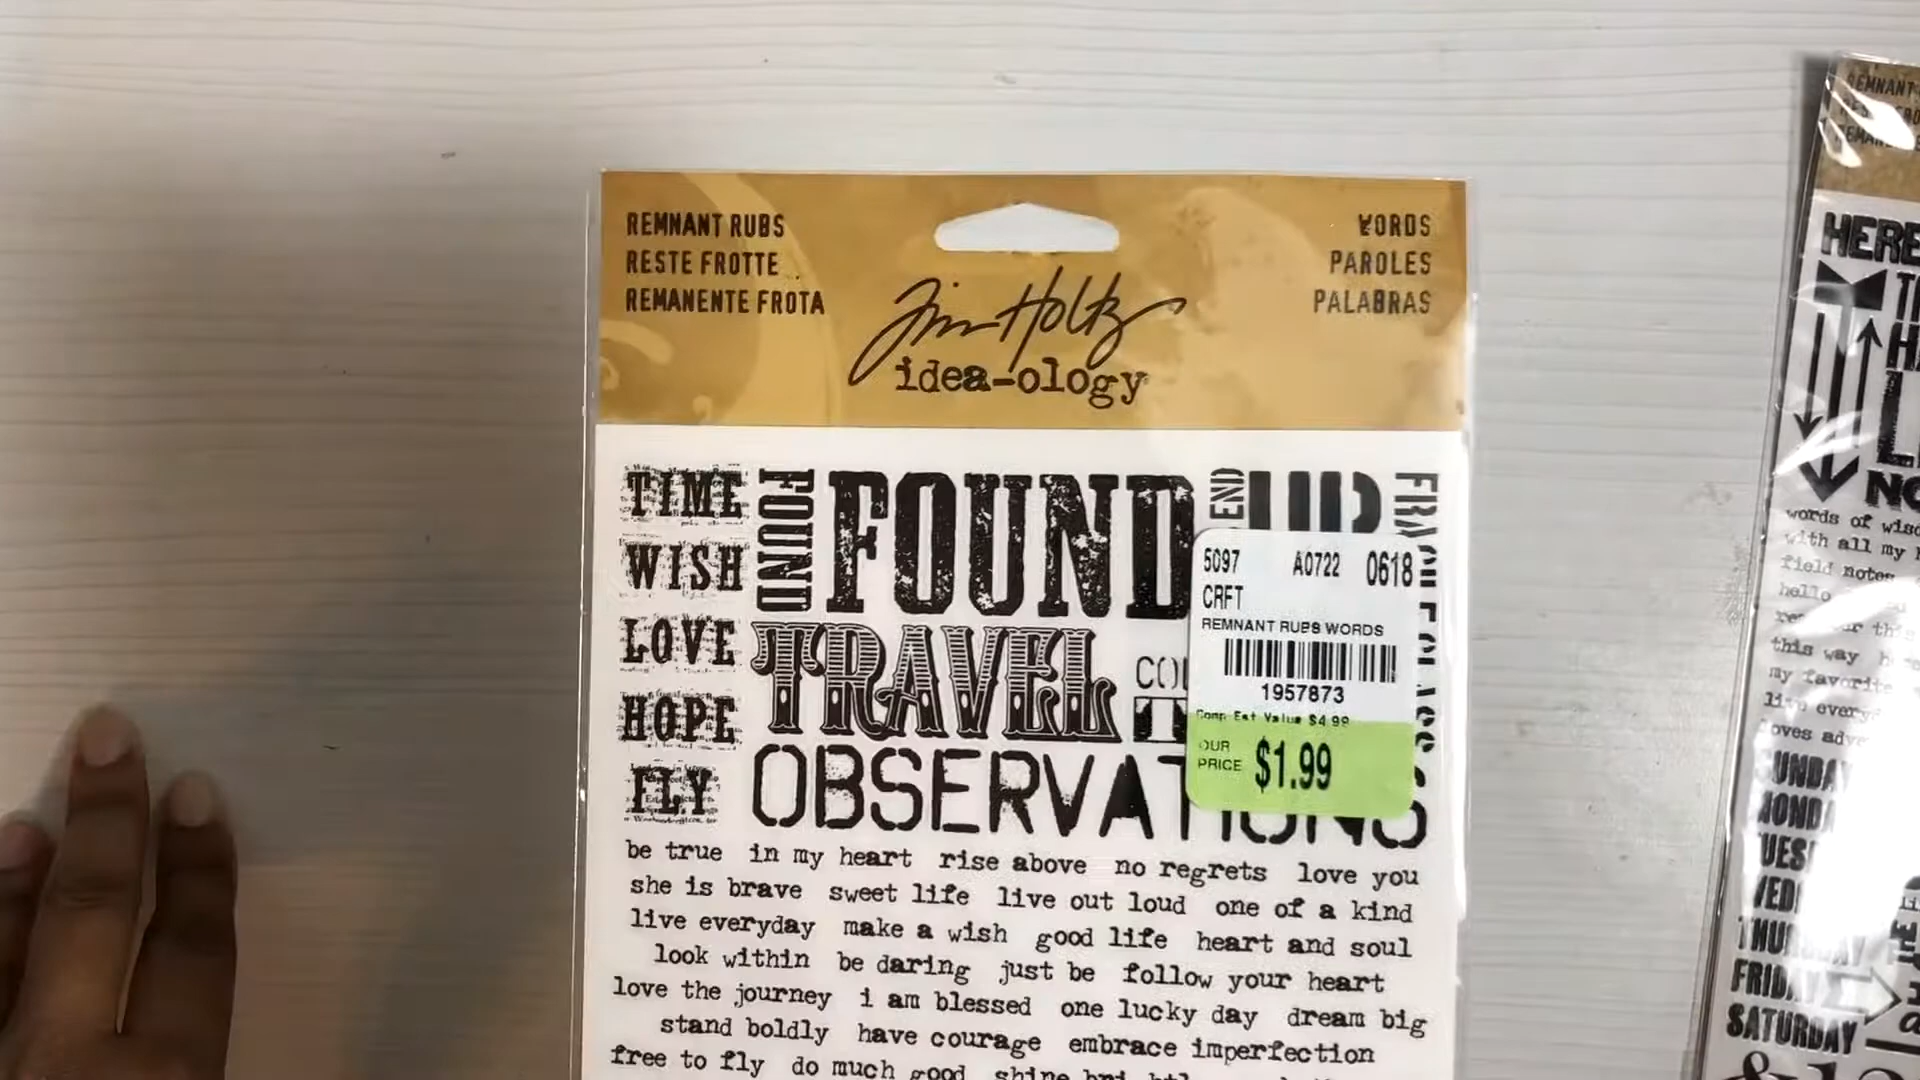 REMNANT RUBS
RESTE FROTTE
REMANENTE FROTA
WORDS
PAROLES
PALABRAS
Tim Holtz
idea-ology
TIME
WISH
LOVE
HOPE
FLY
FOUND
FOUND
UP
TRAVEL
OBSERVATIONS
5097 A0722 0618
CRFT
REMNANT RUBS WORDS
1957873
Comp Est Value $4.99
OUR
PRICE $1.99
be true in my heart rise above no regrets love you
she is brave sweet life live out loud one of a kind
live everyday make a wish good life heart and soul
look within be daring just be follow your heart
love the journey i am blessed one lucky day dream big
stand boldly have courage embrace imperfection
free to fly do much good
REMNANT
HERE
words of
with all my
field notes
hello
this way
my favorite
FRIDAY
SATURDAY